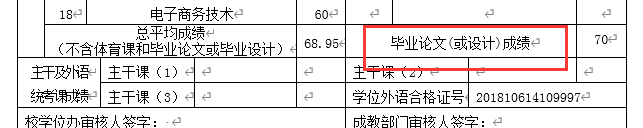 18 电子商务技术 60
总平均成绩
（不含体育课和毕业论文或毕业设计） 68.95 毕业论文(或设计)成绩 70
主干及外语 主干课（1） 主干课（2）
统考课成绩 主干课（3） 学位外语合格证号 201810614109997
校学位办审核人签字： 成教部门审核人签字：